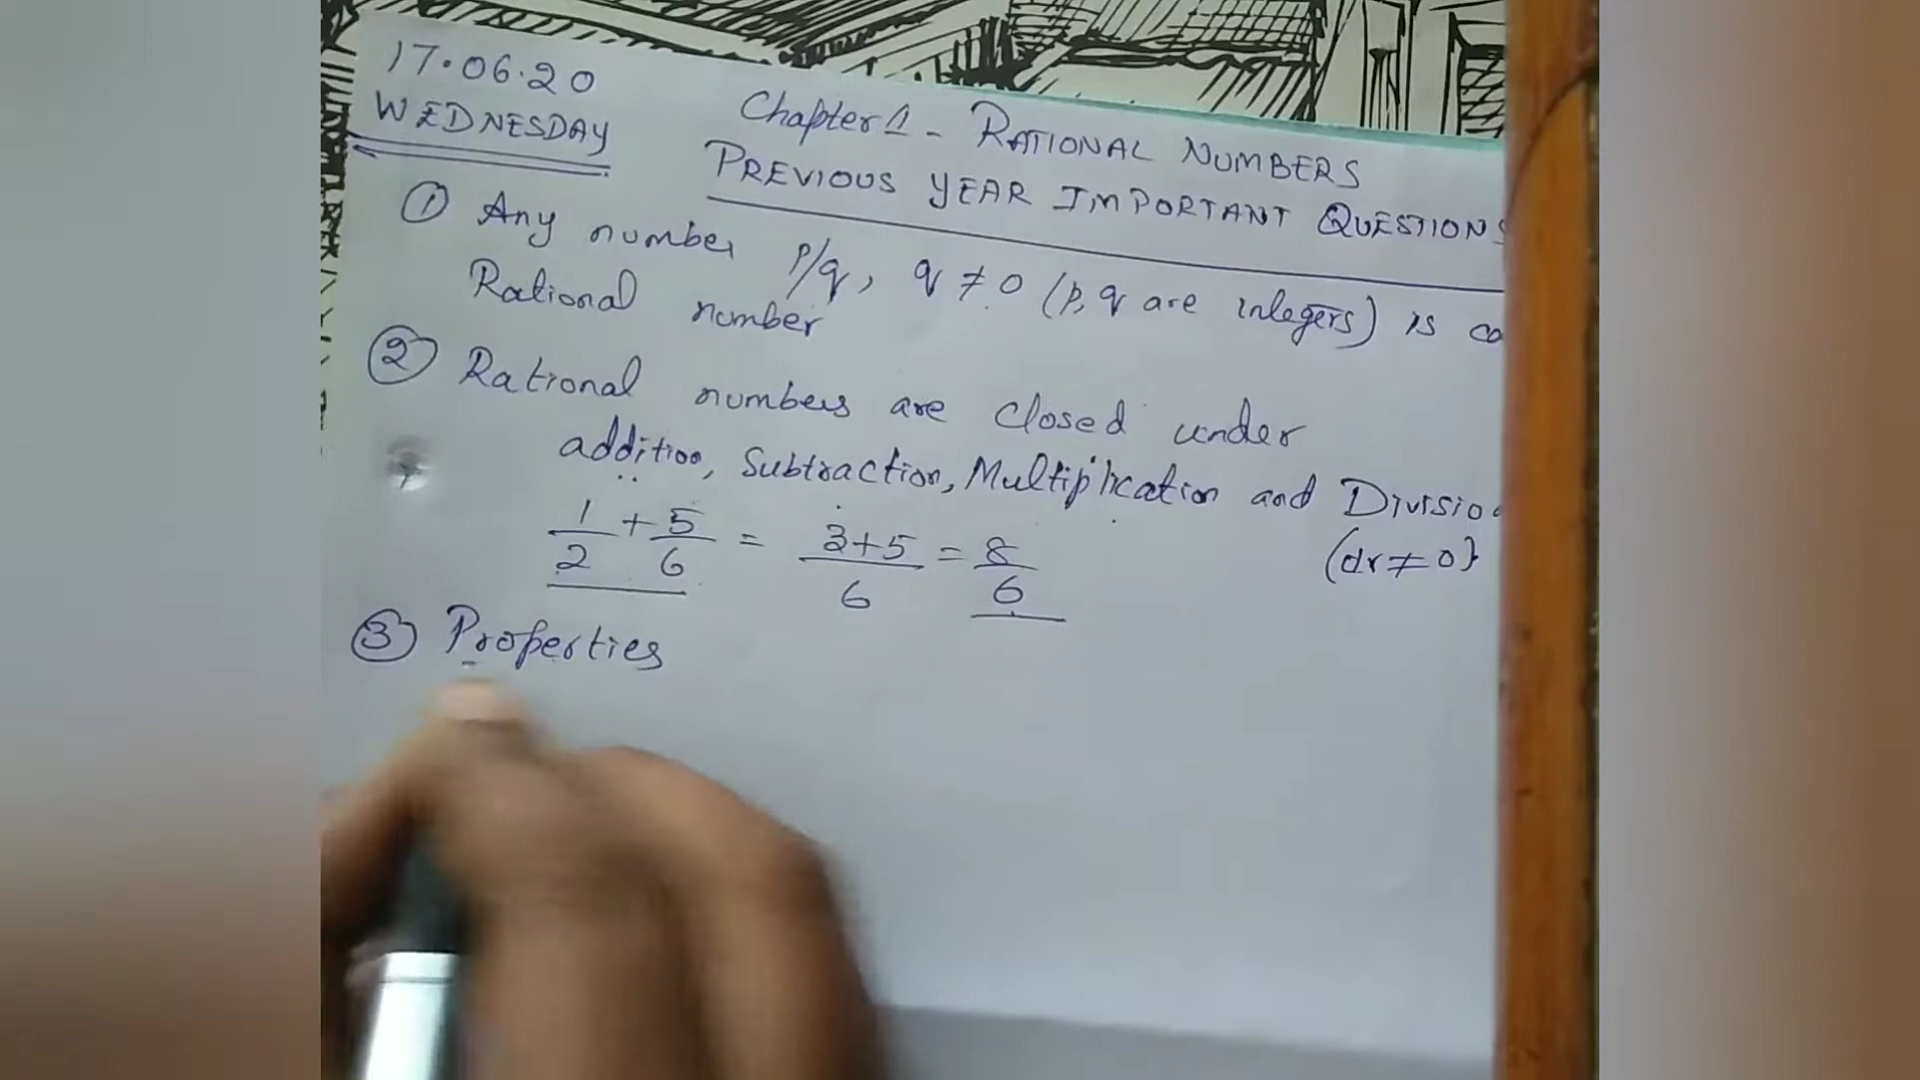 17.06.20
WEDNESDAY
Chapter 1 - RATIONAL NUMBERS
PREVIOUS YEAR IMPORTANT QUESTIONS
① Any number p/q, q ≠ 0 (p, q are integers) is
Rational number
② Rational numbers are closed under
addition, Subtraction, Multiplication and Divisio
(dr ≠ 0}
1/2 + 5/6 = 3+5/6 = 8/6
③ Properties